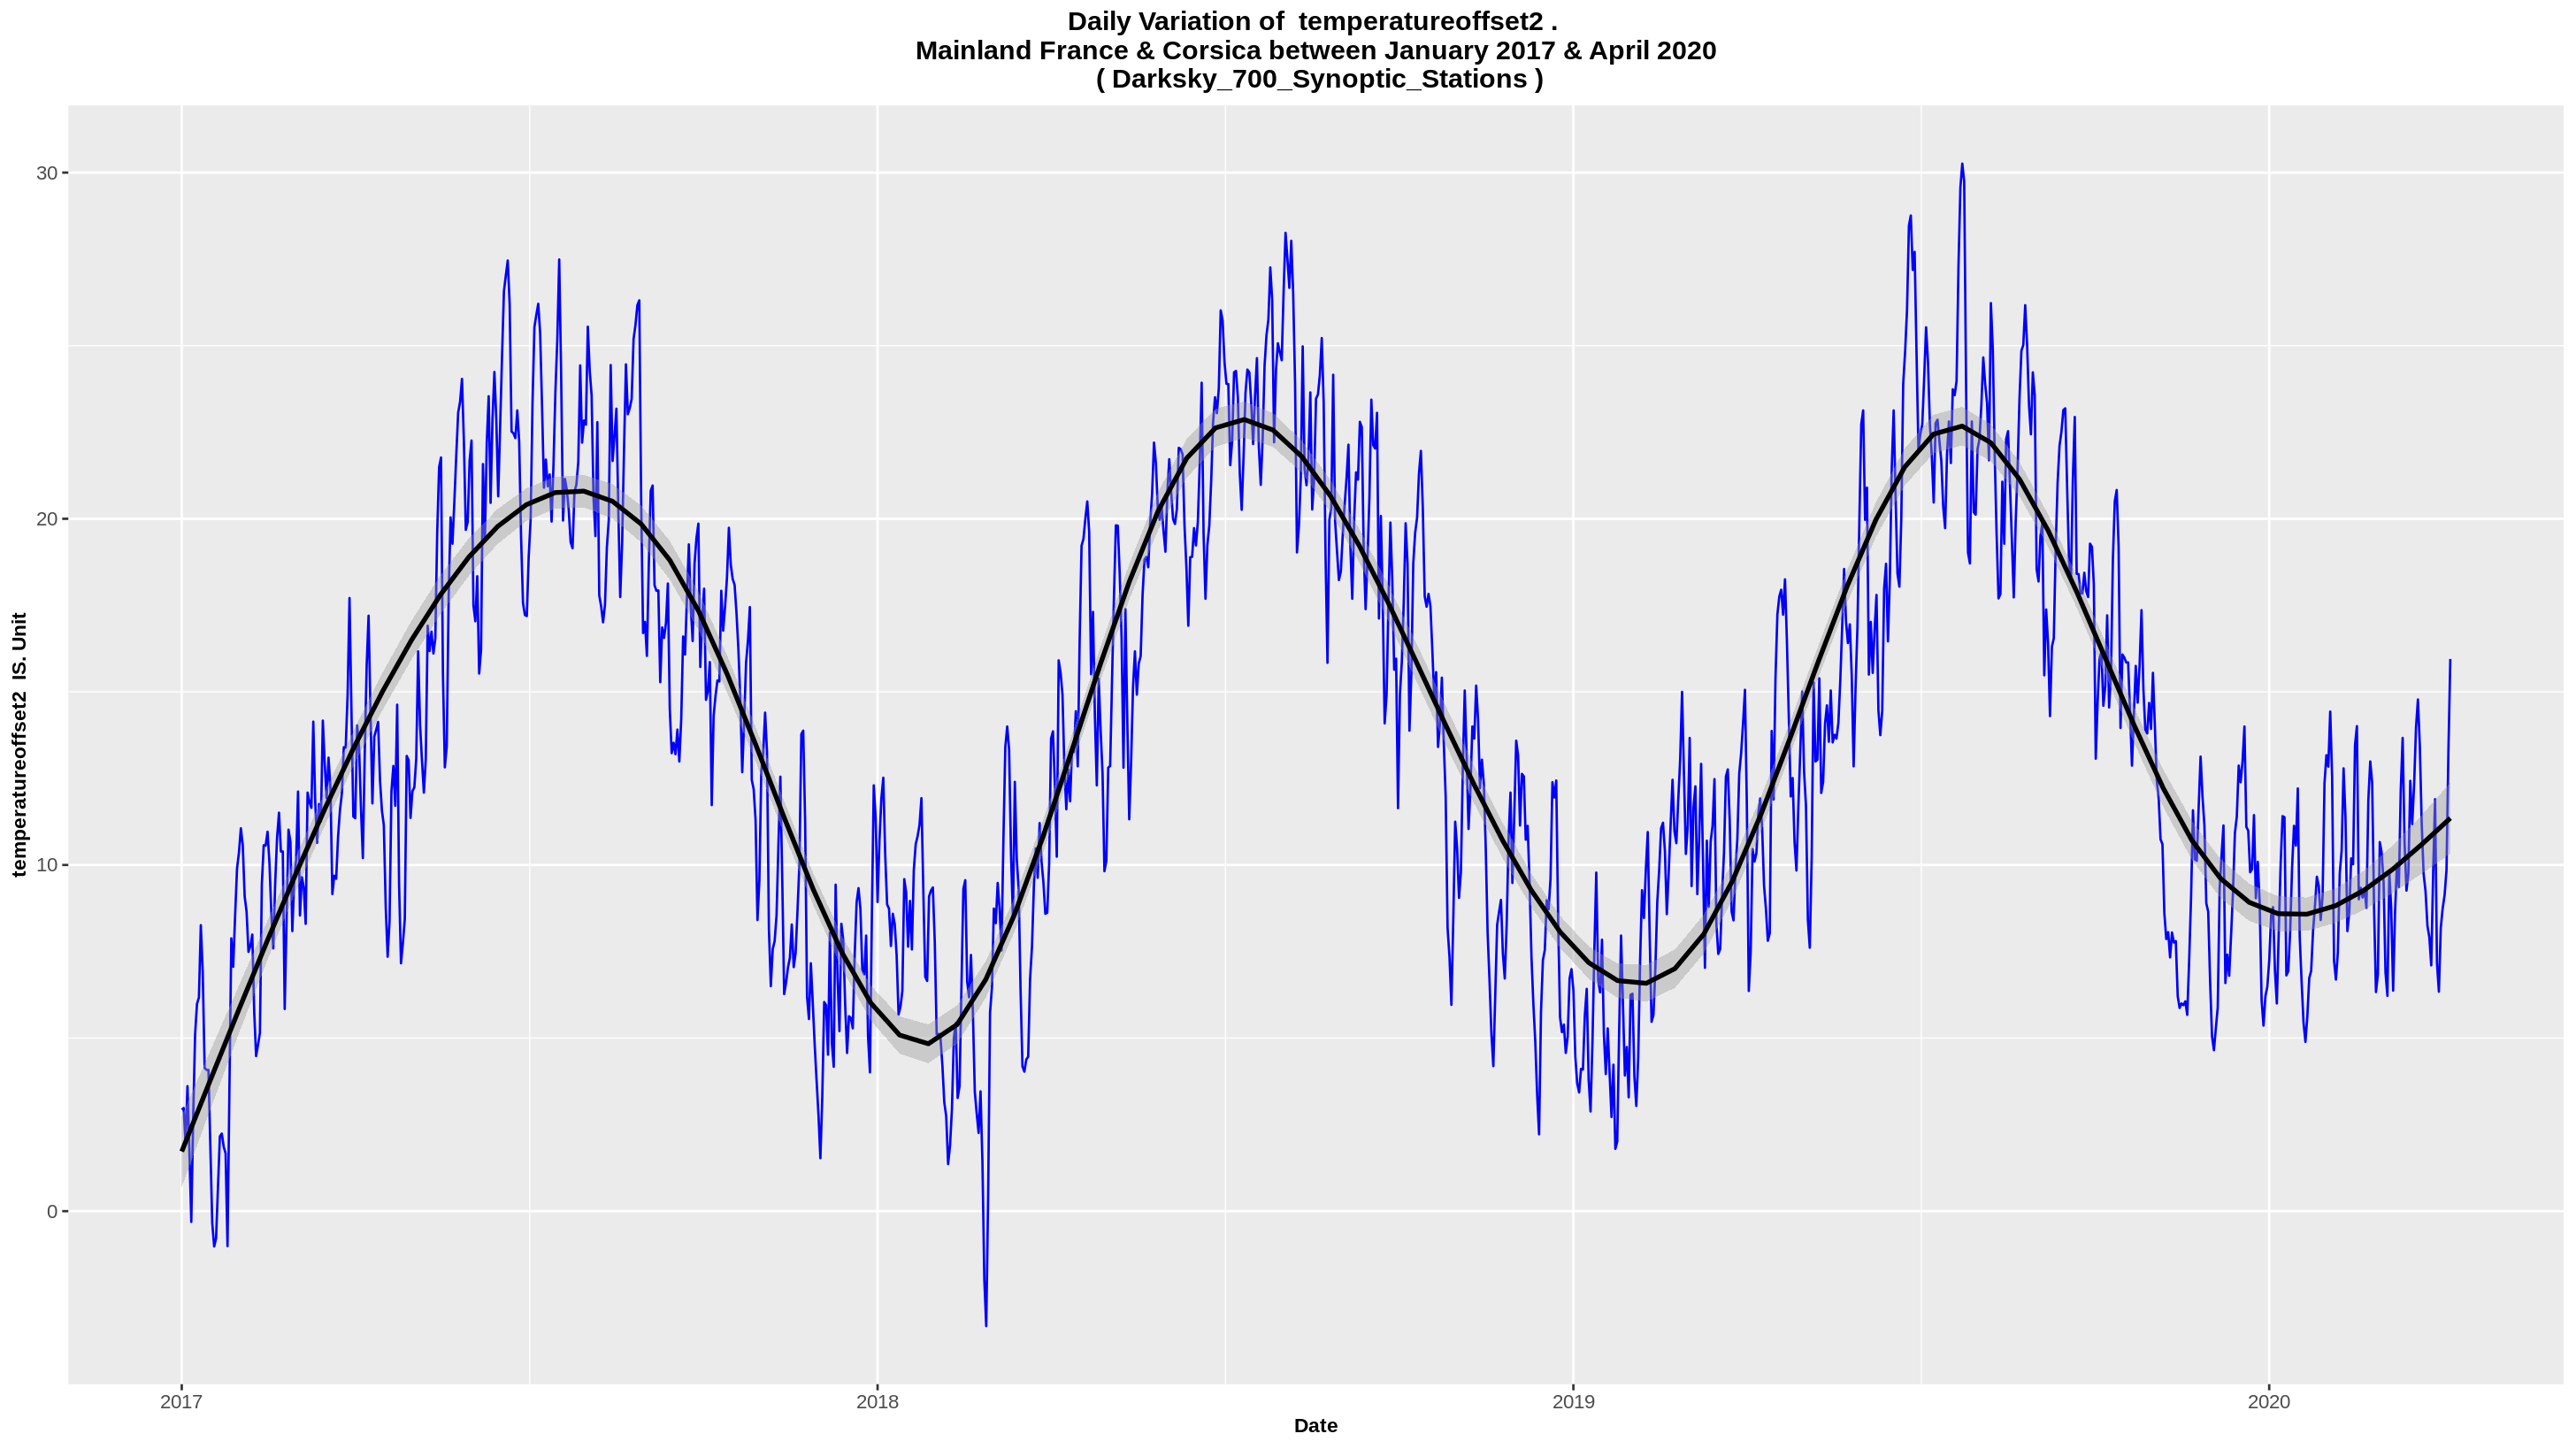 Daily Variation of  temperatureoffset2 .
Mainland France & Corsica between January 2017 & April 2020
( Darksky_700_Synoptic_Stations )
temperatureoffset2  IS. Unit
30
20
10
0
2017
2018
2019
2020
Date